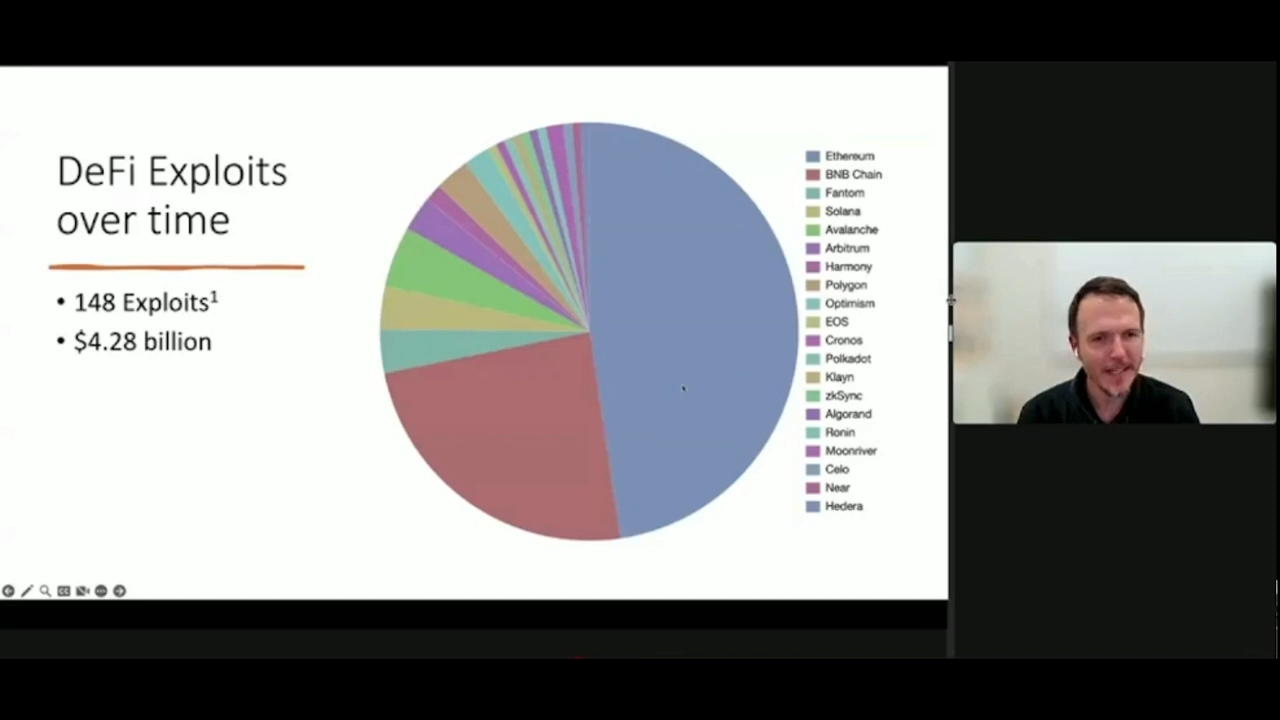 DeFi Exploits
over time
• 148 Exploits¹
• $4.28 billion
Ethereum
BNB Chain
Fantom
Solana
Avalanche
Arbitrum
Harmony
Polygon
Optimism
EOS
Cronos
Polkadot
Klayn
zkSync
Algorand
Ronin
Moonriver
Celo
Near
Hedera